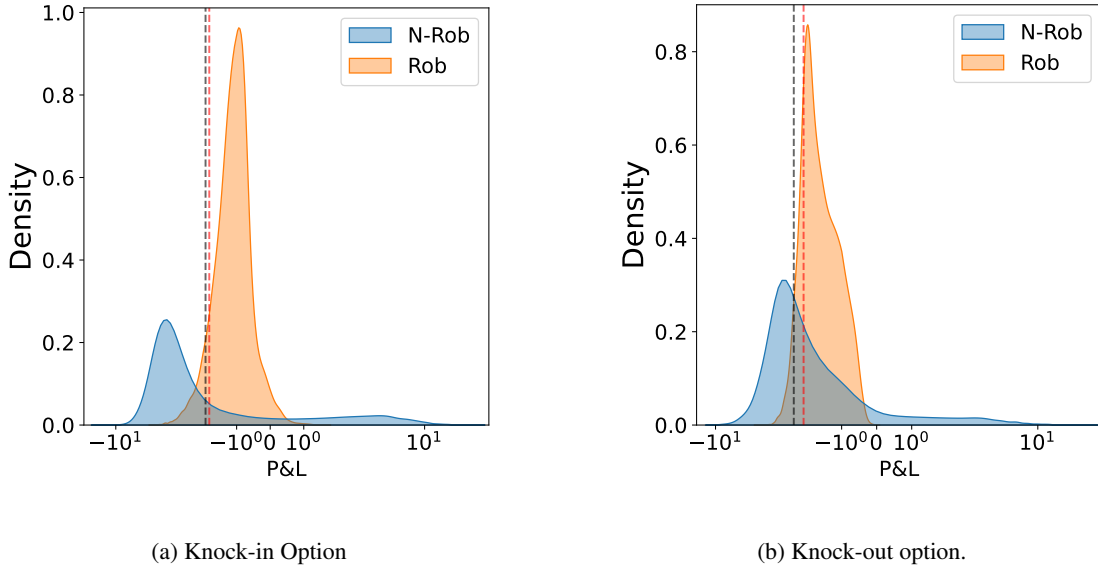 1.0
0.8
0.6
0.4
0.2
0.0
Density
N-Rob
Rob
−10¹ −10⁰ 0 10⁰ 10¹
P&L
(a) Knock-in Option
0.8
0.6
0.4
0.2
0.0
Density
N-Rob
Rob
−10¹ −10⁰ 0 10⁰ 10¹
P&L
(b) Knock-out option.